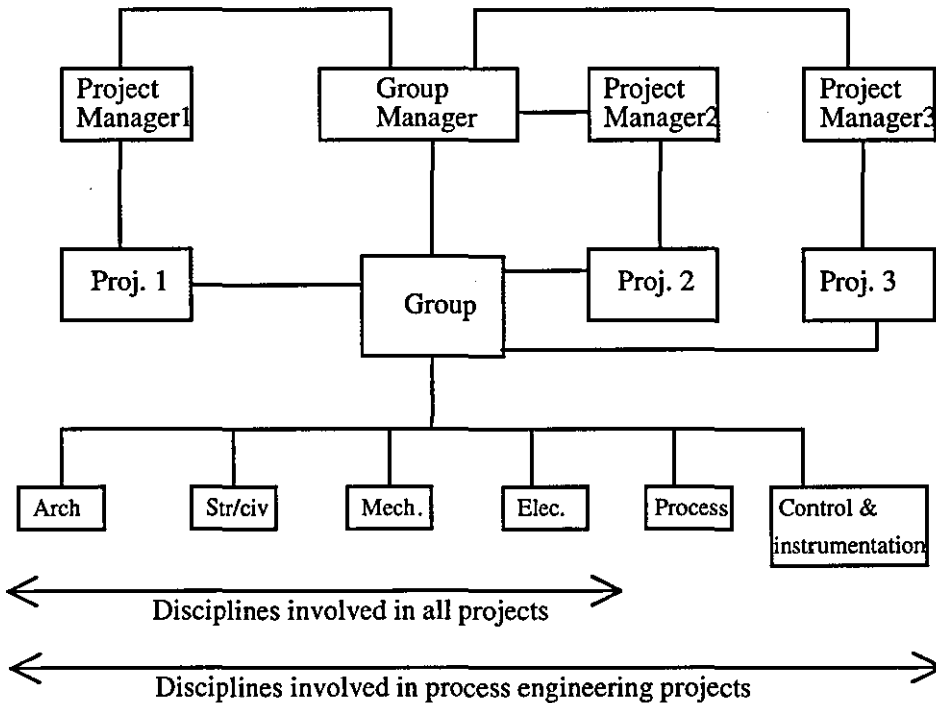 Project
Manager1
Group
Manager
Project
Manager2
Project
Manager3
Proj. 1
Group
Proj. 2
Proj. 3
Arch
Str/civ
Mech.
Elec.
Process
Control &
instrumentation
Disciplines involved in all projects
Disciplines involved in process engineering projects